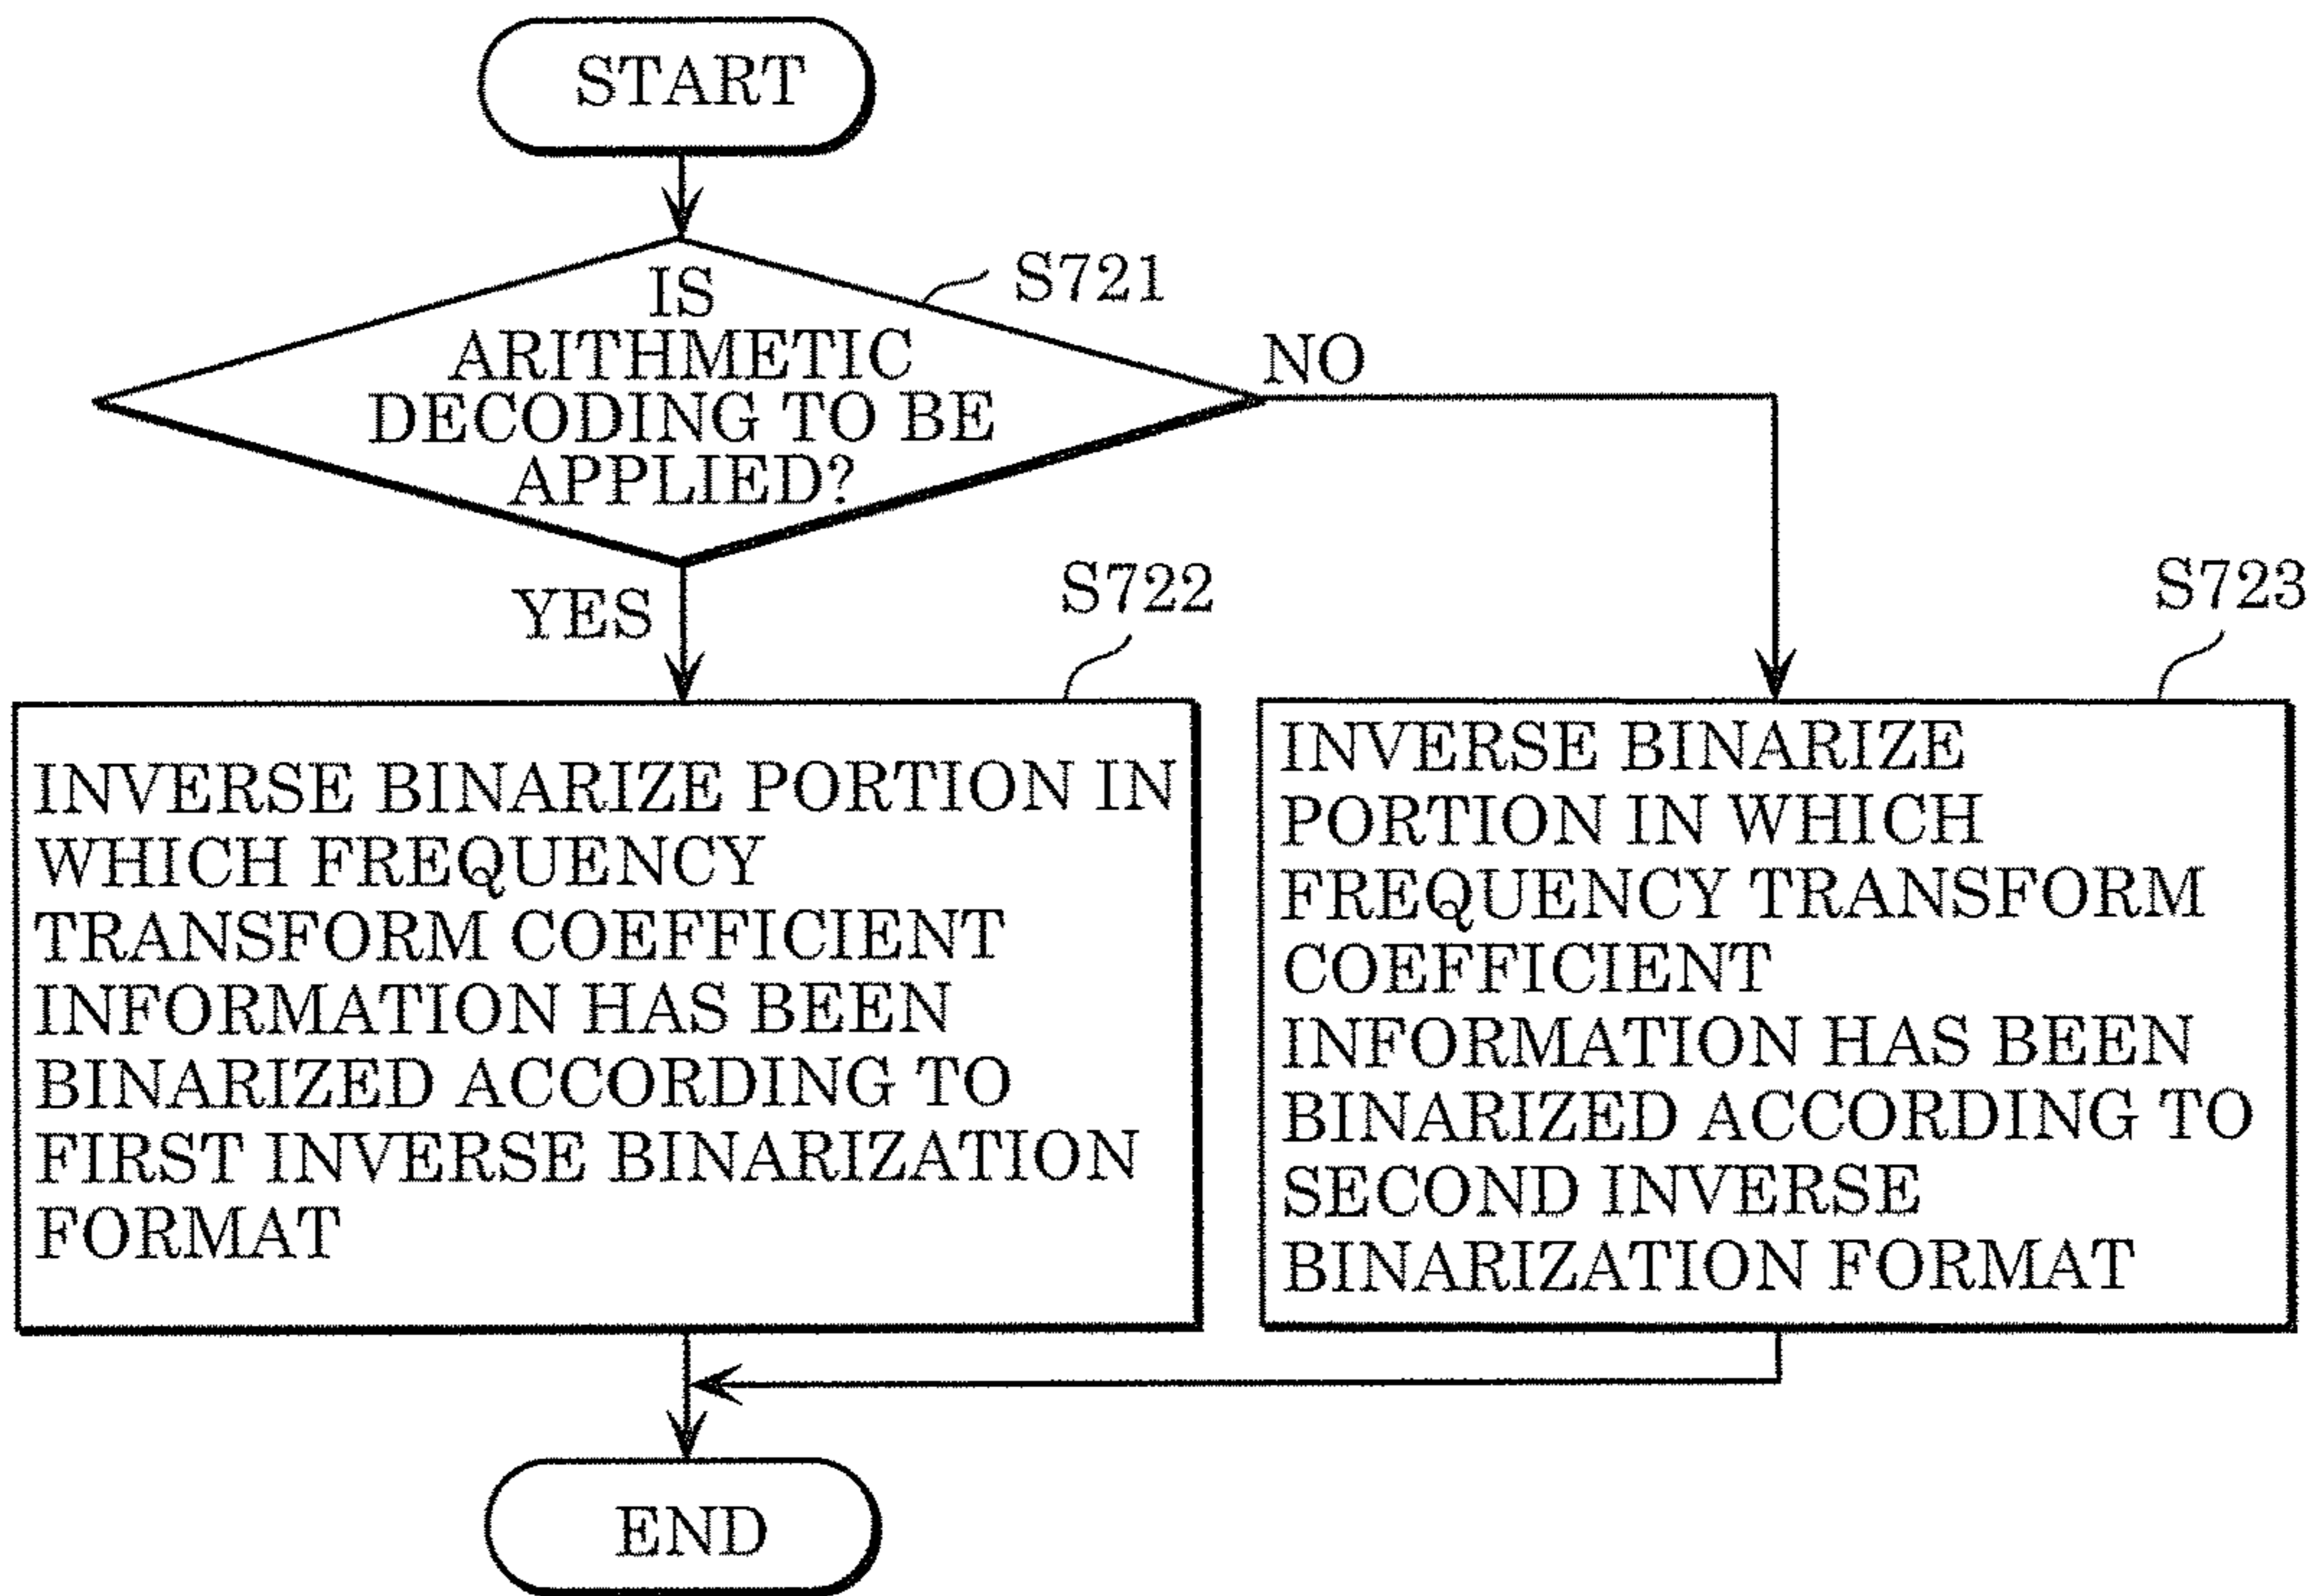 START
S721
IS
ARITHMETIC
DECODING TO BE
APPLIED?
NO
YES
S722
INVERSE BINARIZE PORTION IN
WHICH FREQUENCY
TRANSFORM COEFFICIENT
INFORMATION HAS BEEN
BINARIZED ACCORDING TO
FIRST INVERSE BINARIZATION
FORMAT
S723
INVERSE BINARIZE
PORTION IN WHICH
FREQUENCY TRANSFORM
COEFFICIENT
INFORMATION HAS BEEN
BINARIZED ACCORDING TO
SECOND INVERSE
BINARIZATION FORMAT
END